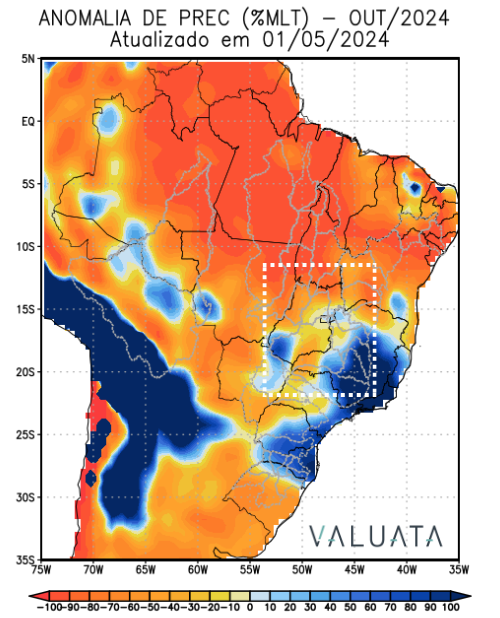 ANOMALIA DE PREC (%MLT) – OUT/2024
Atualizado em 01/05/2024
5N
EQ
5S
10S
15S
20S
25S
30S
35S
VALUATA
75W 70W 65W 60W 55W 50W 45W 40W 35W
-100-90-80-70-60-50-40-30-20-10 0 10 20 30 40 50 60 70 80 90 100